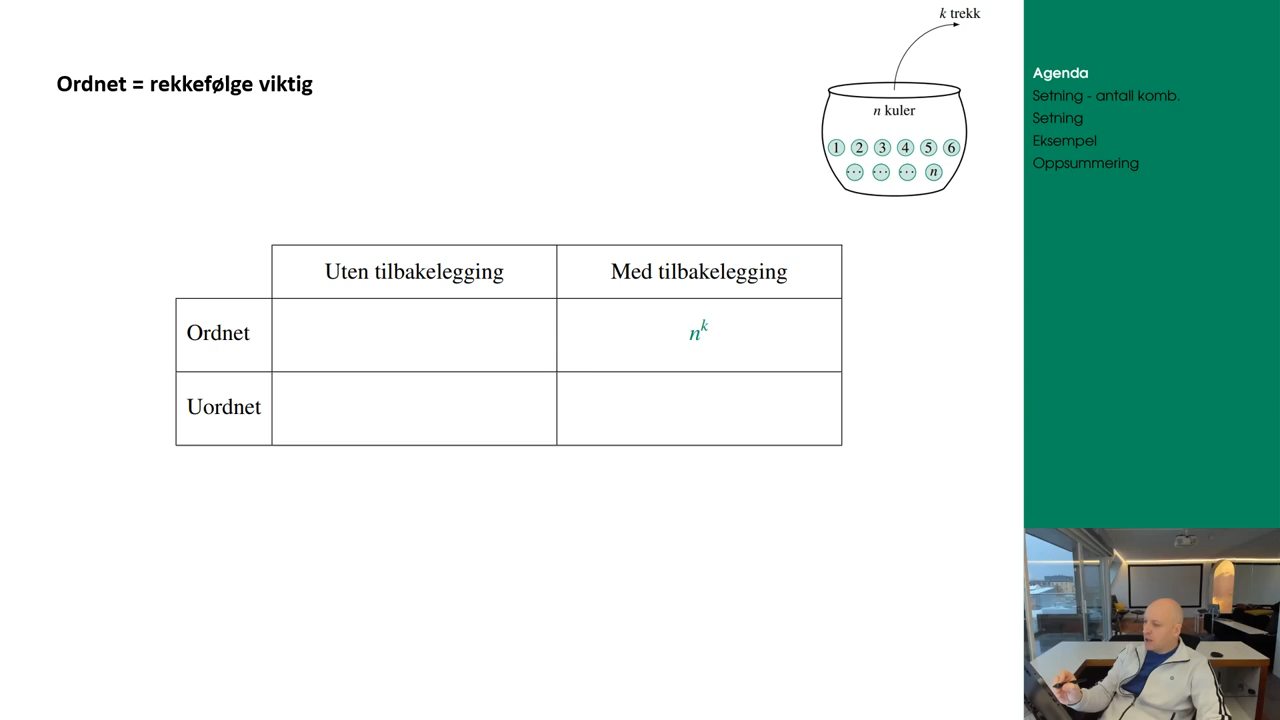 k trekk
Ordnet = rekkefølge viktig
n kuler
1 2 3 4 5 6
... ... ... n
Uten tilbakelegging Med tilbakelegging
Ordnet n^k
Uordnet
Agenda
Setning - antall komb.
Setning
Eksempel
Oppsummering